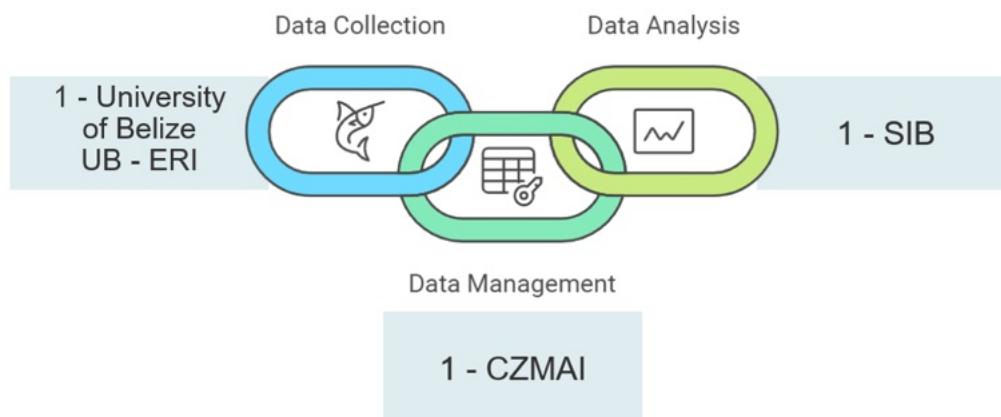 Data Collection
Data Analysis
1 - University
of Belize
UB - ERI
1 - SIB
Data Management
1 - CZMAI